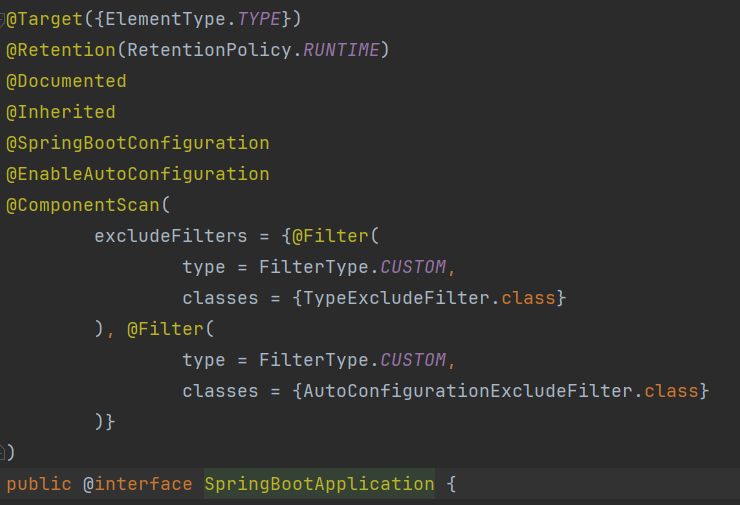 @Target({ElementType.TYPE})
@Retention(RetentionPolicy.RUNTIME)
@Documented
@Inherited
@SpringBootConfiguration
@EnableAutoConfiguration
@ComponentScan(
        excludeFilters = {@Filter(
                type = FilterType.CUSTOM,
                classes = {TypeExcludeFilter.class}
        ), @Filter(
                type = FilterType.CUSTOM,
                classes = {AutoConfigurationExcludeFilter.class}
        )}
)
public @interface SpringBootApplication {